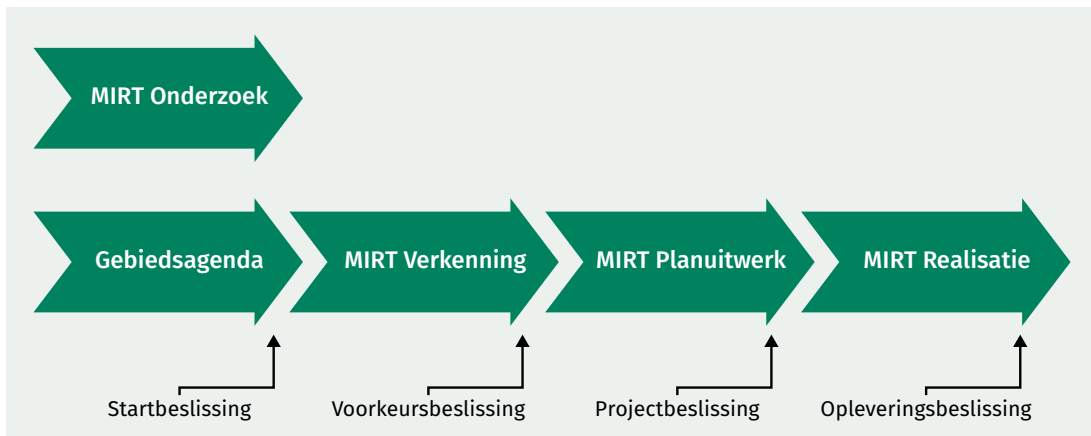 MIRT Onderzoek
Gebiedsagenda
MIRT Verkenning
MIRT Planuitwerk
MIRT Realisatie
Startbeslissing
Voorkeursbeslissing
Projectbeslissing
Opleveringsbeslissing